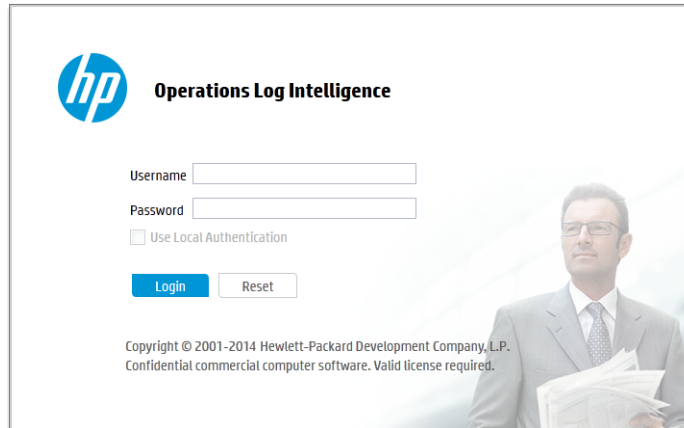 hp
Operations Log Intelligence
Username
Password
Use Local Authentication
Login Reset
Copyright © 2001-2014 Hewlett-Packard Development Company, L.P.
Confidential commercial computer software. Valid license required.